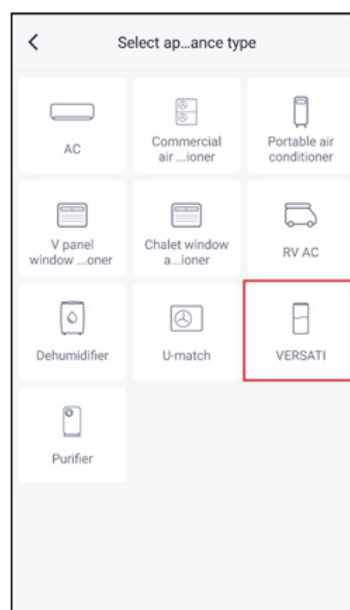 Select ap...ance type
AC
Commercial
air ...ioner
Portable air
conditioner
V panel
window ...oner
Chalet window
a...ioner
RV AC
Dehumidifier
U-match
VERSATI
Purifier